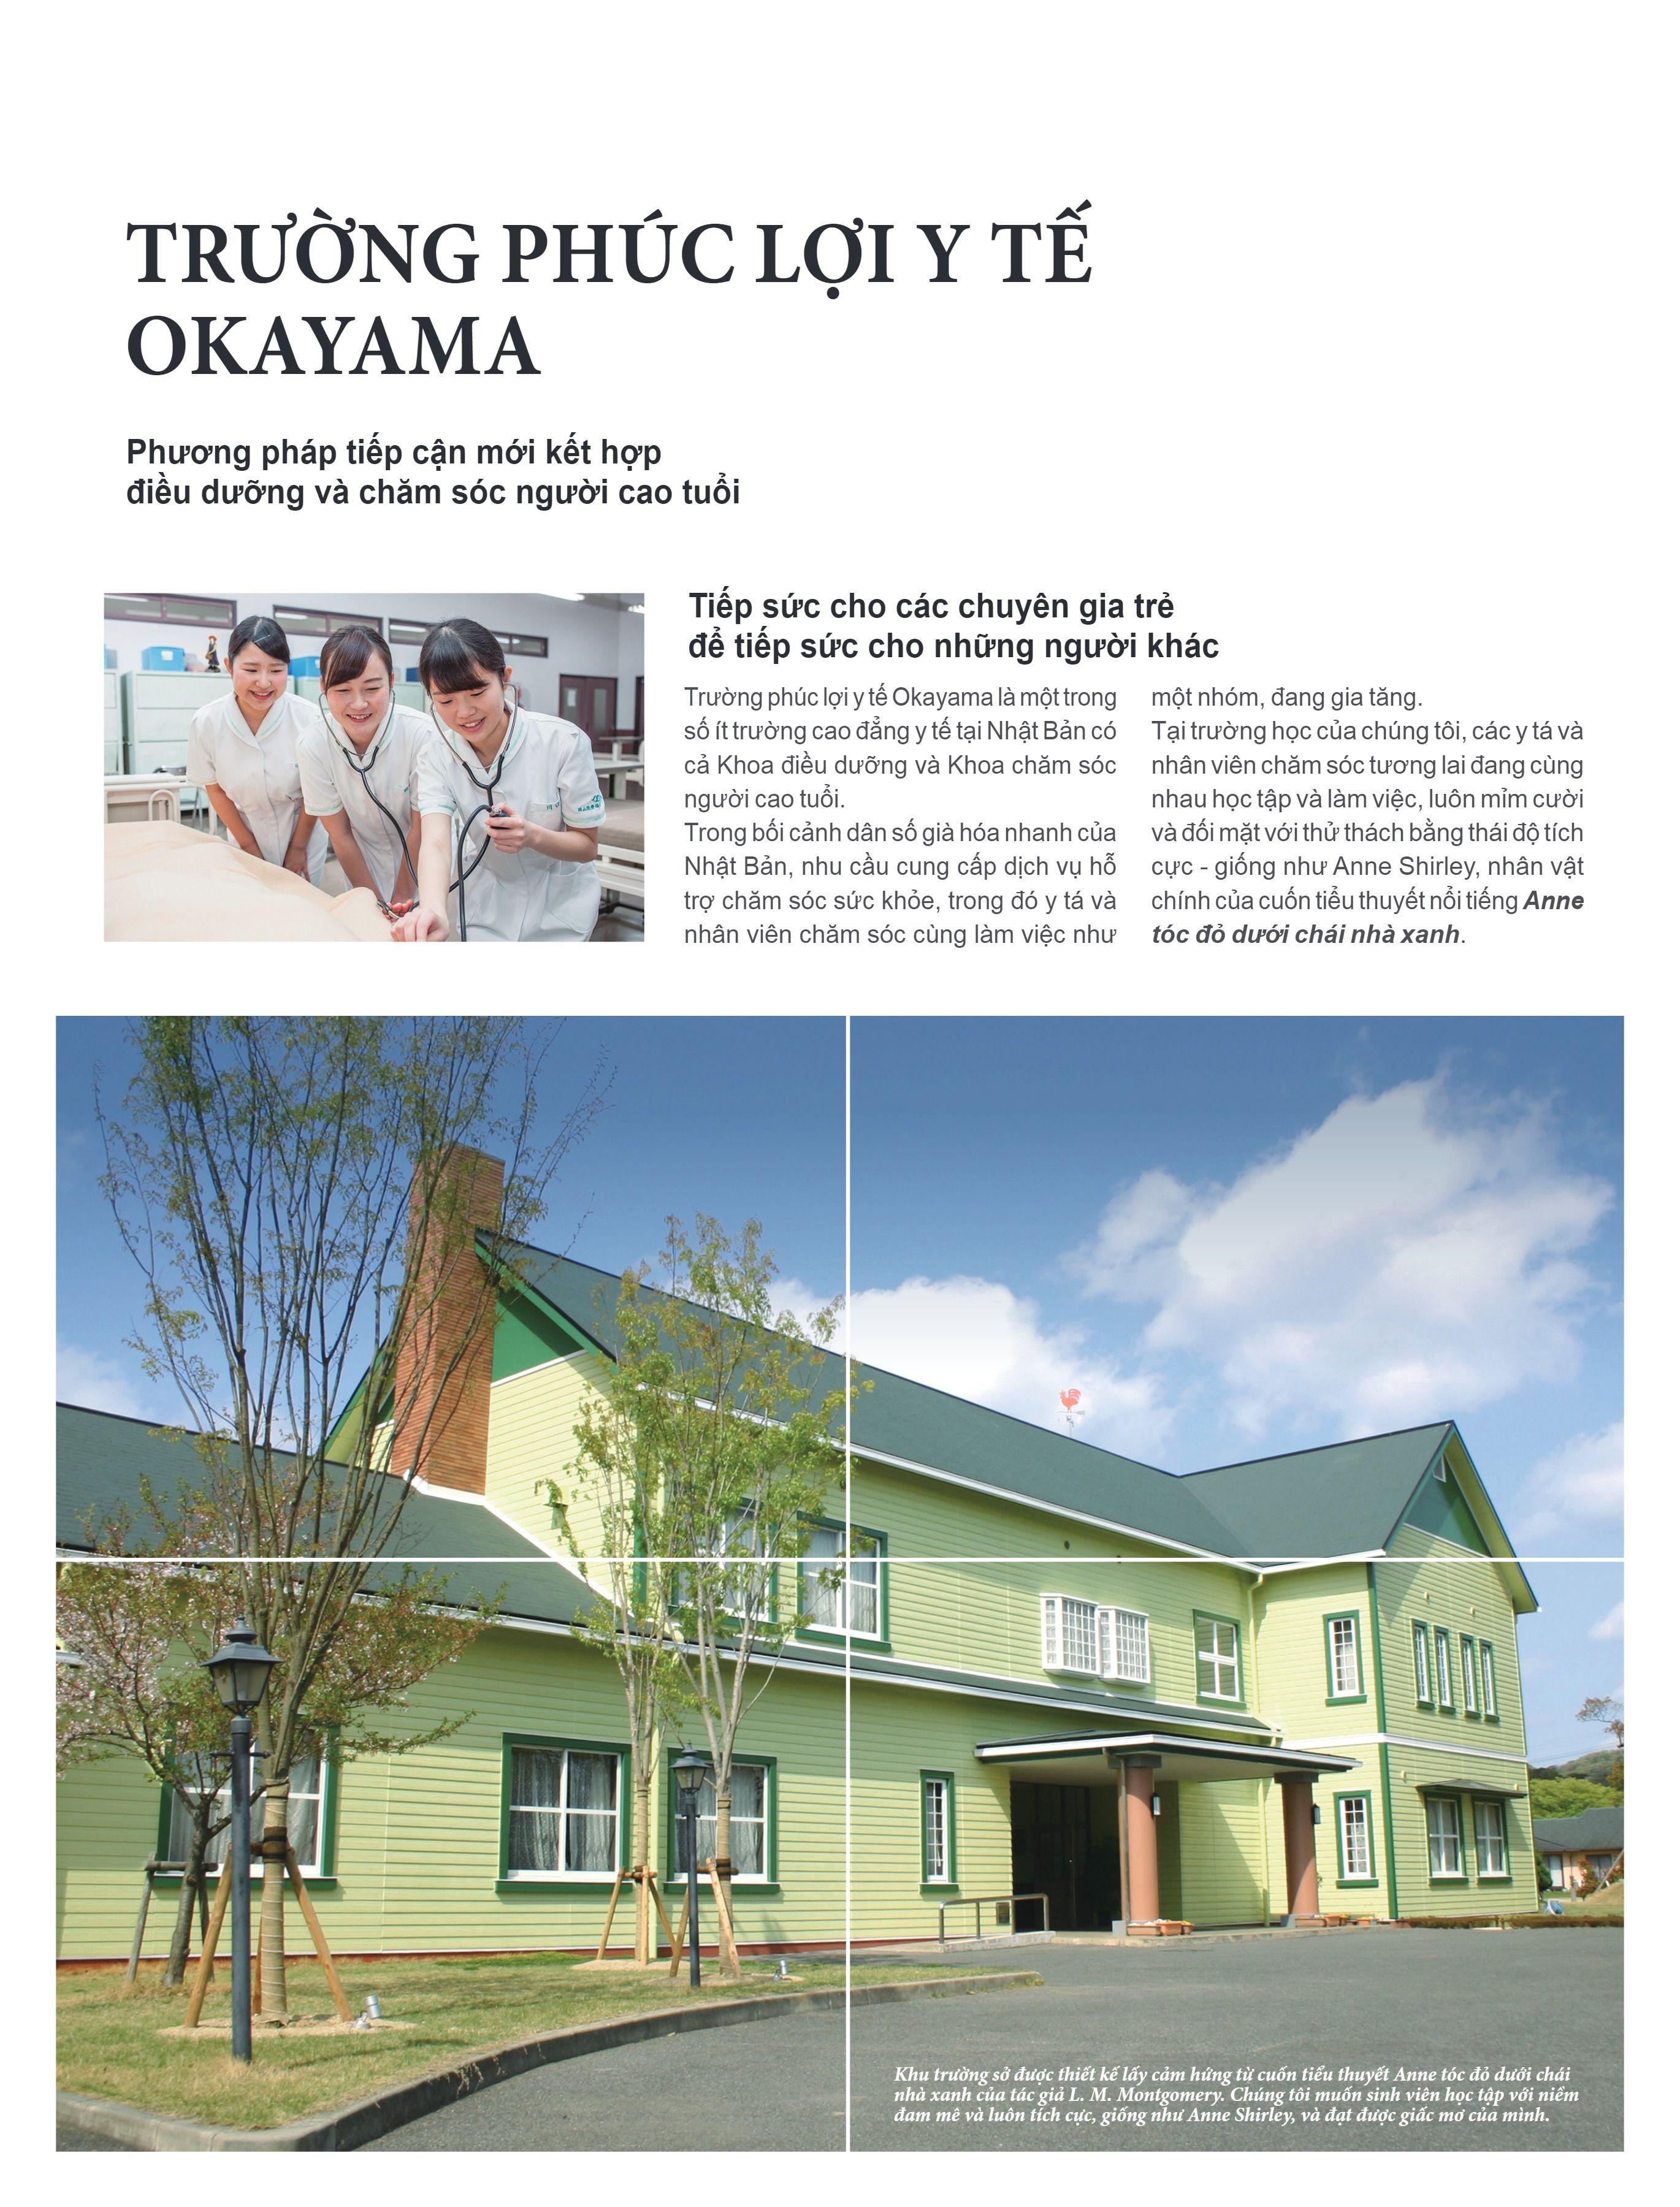 TRƯỜNG PHÚC LỢI Y TẾ
OKAYAMA
Phương pháp tiếp cận mới kết hợp
điều dưỡng và chăm sóc người cao tuổi
Tiếp sức cho các chuyên gia trẻ
để tiếp sức cho những người khác
Trường phúc lợi y tế Okayama là một trong
số ít trường cao đẳng y tế tại Nhật Bản có
cả Khoa điều dưỡng và Khoa chăm sóc
người cao tuổi.
Trong bối cảnh dân số già hóa nhanh của
Nhật Bản, nhu cầu cung cấp dịch vụ hỗ
trợ chăm sóc sức khỏe, trong đó y tá và
nhân viên chăm sóc cùng làm việc như
một nhóm, đang gia tăng.
Tại trường học của chúng tôi, các y tá và
nhân viên chăm sóc tương lai đang cùng
nhau học tập và làm việc, luôn mỉm cười
và đối mặt với thử thách bằng thái độ tích
cực - giống như Anne Shirley, nhân vật
chính của cuốn tiểu thuyết nổi tiếng Anne
tóc đỏ dưới chái nhà xanh.
Khu trường sở được thiết kế lấy cảm hứng từ cuốn tiểu thuyết Anne tóc đỏ dưới chái
nhà xanh của tác giả L. M. Montgomery. Chúng tôi muốn sinh viên học tập với niềm
đam mê và luôn tích cực, giống như Anne Shirley, và đạt được giấc mơ của mình.